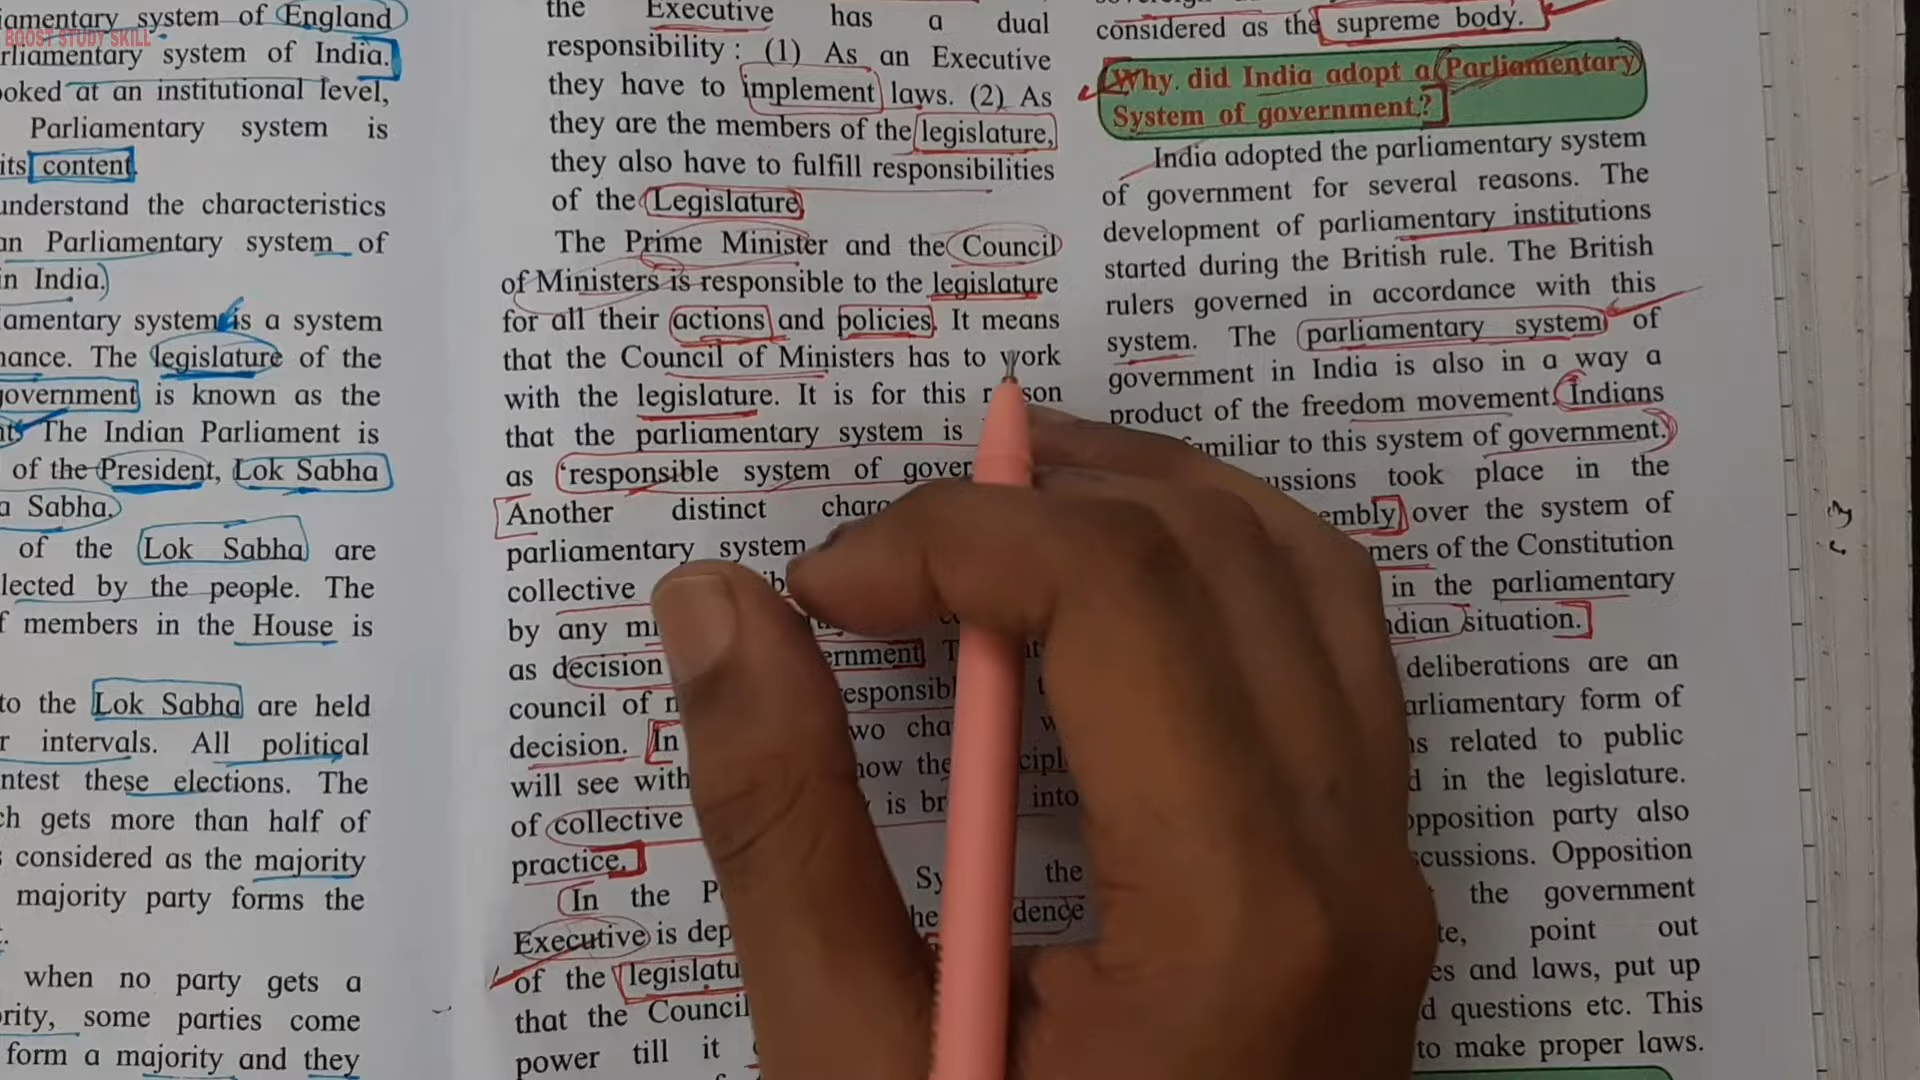 BOOST STUDY SKILL
amentary system of England
rliamentary system of India.
ooked at an institutional level,
Parliamentary system is
its content.
understand the characteristics
an Parliamentary system of
in India.
amentary system is a system
nance. The legislature of the
government is known as the
The Indian Parliament is
of the President, Lok Sabha
a Sabha.
of the Lok Sabha are
lected by the people. The
f members in the House is
to the Lok Sabha are held
r intervals. All political
ntest these elections. The
ch gets more than half of
considered as the majority
majority party forms the
when no party gets a
ority, some parties come
form a majority and they
the Executive has a dual
responsibility : (1) As an Executive
they have to implement laws. (2) As
they are the members of the legislature,
they also have to fulfill responsibilities
of the Legislature.
The Prime Minister and the Council
of Ministers is responsible to the legislature
for all their actions and policies. It means
that the Council of Ministers has to work
with the legislature. It is for this
that the parliamentary system is
as ‘responsible system of
Another distinct
parliamentary system
collective
by any
as decision
council of
decision. In
will see with
of collective is into
practice.
In the the
Executive is
of the
that the Council
power till it
considered as the supreme body.
Why did India adopt a Parliamentary
System of government?
India adopted the parliamentary system
of government for several reasons. The
development of parliamentary institutions
started during the British rule. The British
rulers governed in accordance with this
system. The parliamentary system of
government in India is also in a way a
product of the freedom movement. Indians
to this system of government.
took place in the
over the system of
of the Constitution
in the parliamentary
situation.
deliberations are an
form of
related to public
in the legislature.
party also
Opposition
the government
point out
and laws, put up
questions etc. This
to make proper laws.